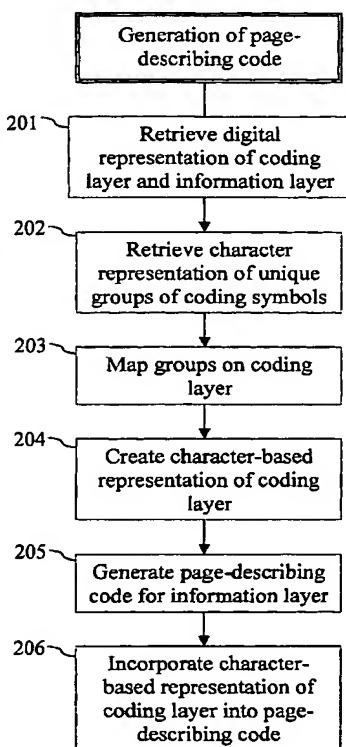 Generation of page-
describing code
201
Retrieve digital
representation of coding
layer and information layer
202
Retrieve character
representation of unique
groups of coding symbols
203
Map groups on coding
layer
204
Create character-based
representation of coding
layer
205
Generate page-describing
code for information layer
206
Incorporate character-
based representation of
coding layer into page-
describing code